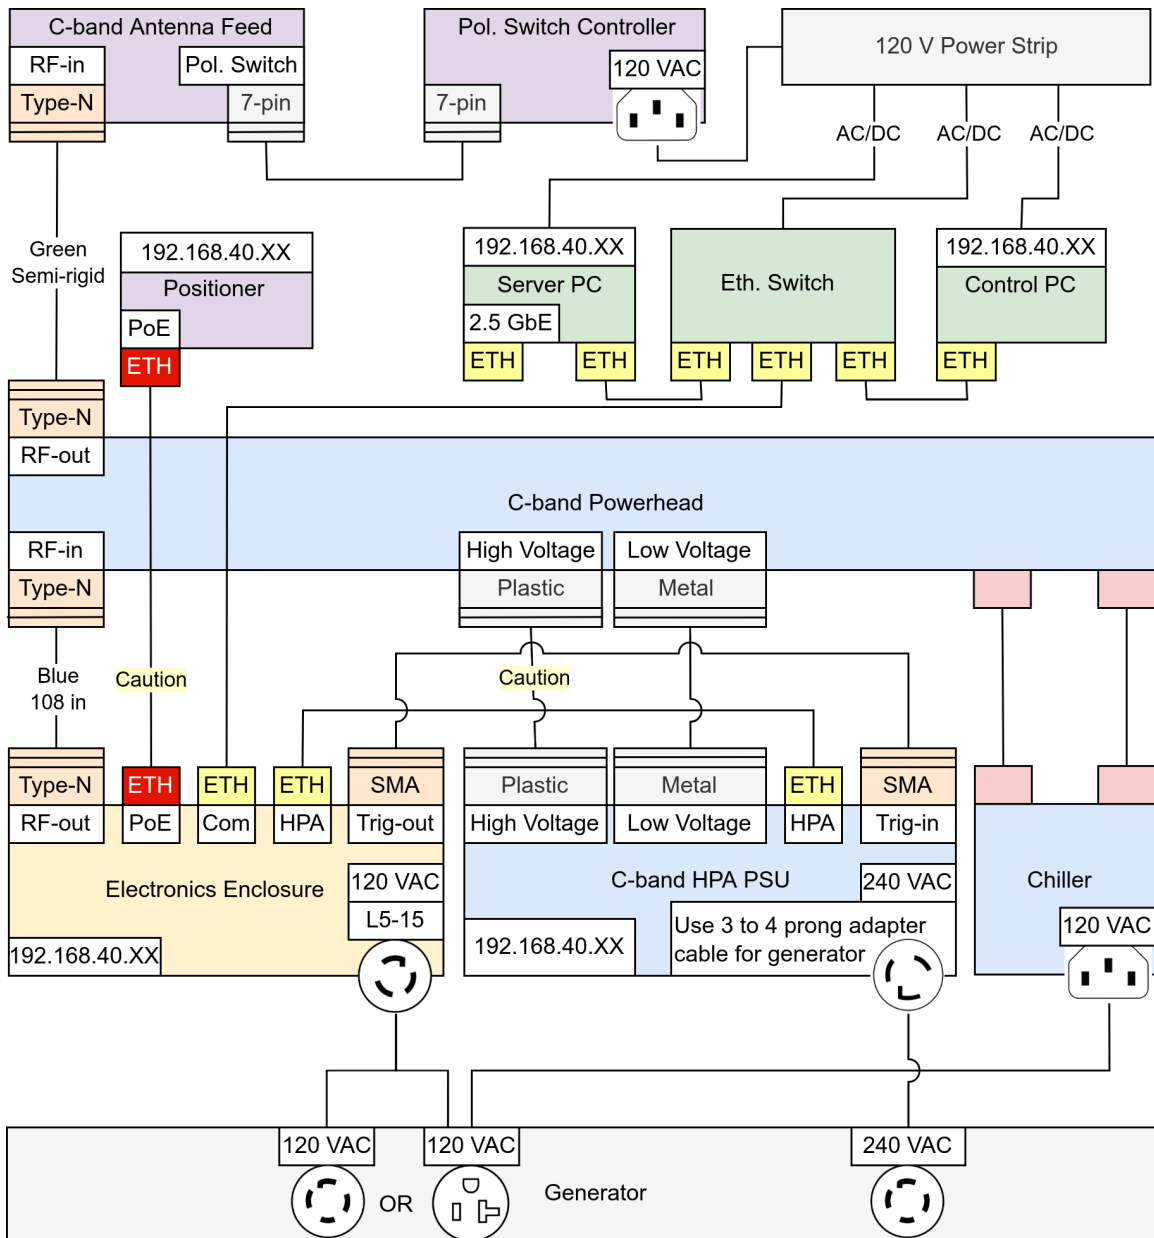 C-band Antenna Feed
Pol. Switch Controller
120 V Power Strip
RF-in
Pol. Switch
120 VAC
Type-N
7-pin
7-pin
AC/DC
AC/DC
AC/DC
Green
Semi-rigid
192.168.40.XX
Positioner
PoE
ETH
192.168.40.XX
Server PC
2.5 GbE
ETH
ETH
Eth. Switch
ETH
ETH
ETH
192.168.40.XX
Control PC
ETH
Type-N
RF-out
C-band Powerhead
RF-in
Type-N
High Voltage
Plastic
Low Voltage
Metal
Blue
108 in
Caution
Caution
Type-N
RF-out
ETH
PoE
ETH
Com
ETH
HPA
SMA
Trig-out
Electronics Enclosure
120 VAC
L5-15
192.168.40.XX
Plastic
High Voltage
Metal
Low Voltage
ETH
HPA
SMA
Trig-in
C-band HPA PSU
240 VAC
Use 3 to 4 prong adapter
cable for generator
192.168.40.XX
Chiller
120 VAC
120 VAC
OR
120 VAC
Generator
240 VAC